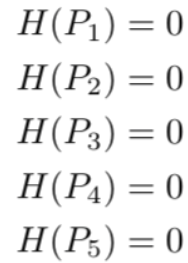 H(P₁) = 0
H(P₂) = 0
H(P₃) = 0
H(P₄) = 0
H(P₅) = 0